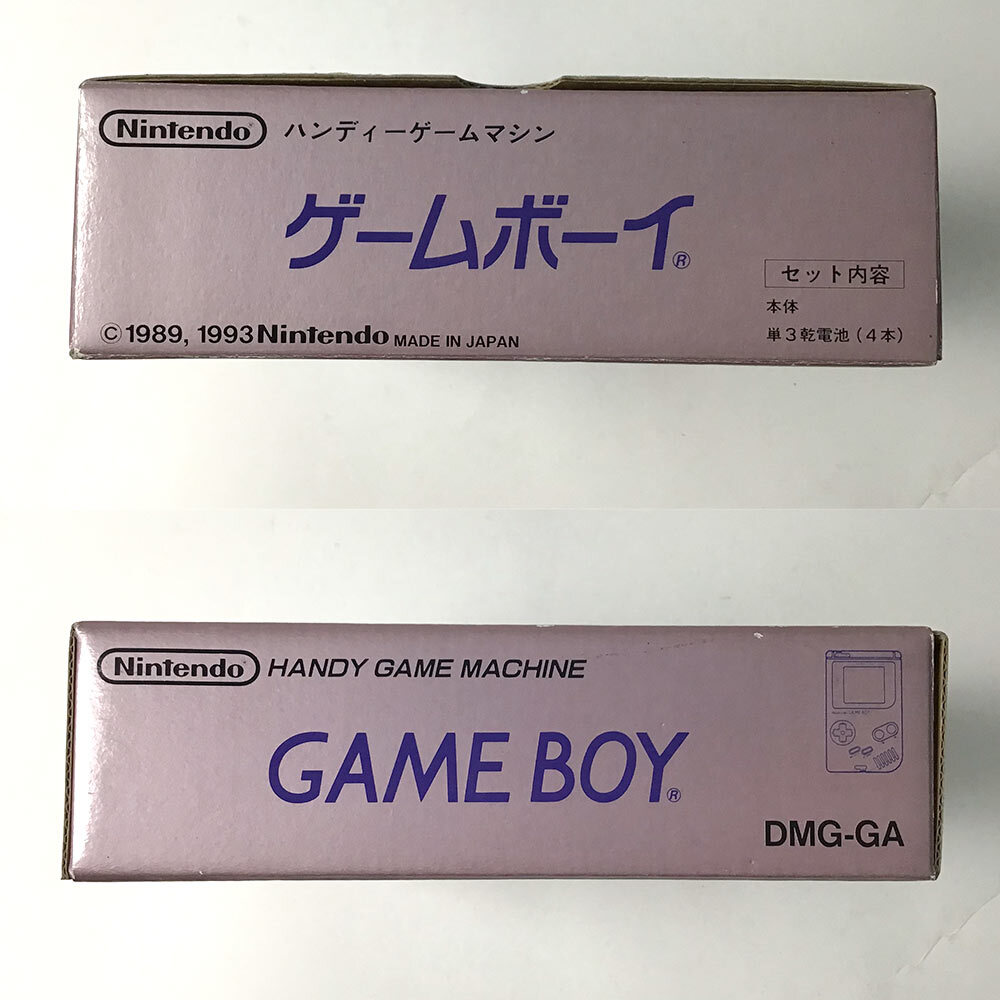 Nintendo® ハンディーゲームマシン
ゲームボーイ®
セット内容
本体
単3乾電池(4本)
© 1989, 1993 Nintendo MADE IN JAPAN
Nintendo® HANDY GAME MACHINE
GAME BOY®
DMG-GA